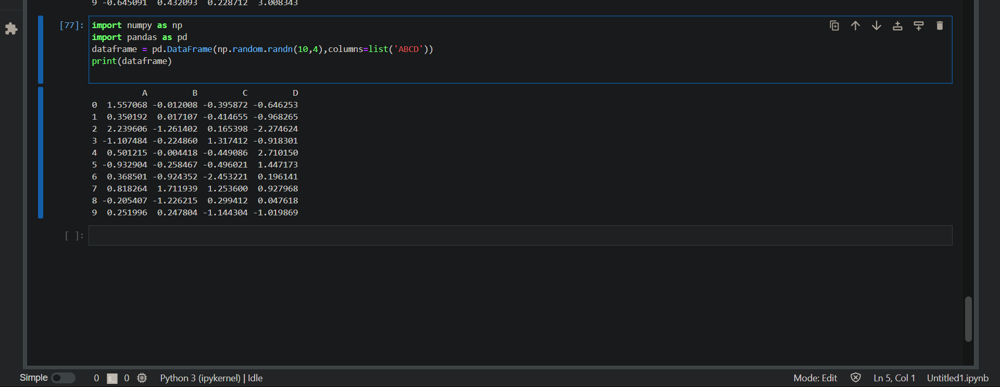 9 -0.645091  0.432093  0.228712  3.008343
[77]: import numpy as np
import pandas as pd
dataframe = pd.DataFrame(np.random.randn(10,4),columns=list('ABCD'))
print(dataframe)
          A         B         C         D
0  1.557068 -0.012008 -0.395872 -0.646253
1  0.350192  0.017107 -0.414655 -0.968265
2  2.239606 -1.261402  0.165398 -2.274624
3 -1.107484 -0.224860  1.317412 -0.918301
4  0.501215 -0.004418 -0.449086  2.710150
5 -0.932904 -0.258467 -0.496021  1.447173
6  0.368501 -0.924352 -2.453221  0.196141
7  0.818264  1.711939  1.253600  0.927968
8 -0.205407 -1.226215  0.299412  0.047618
9  0.251996  0.247804 -1.144304 -1.019869
[ ]:
Simple 0 s_ 0 Python 3 (ipykernel) | Idle Mode: Edit Ln 5, Col 1 Untitled1.ipynb